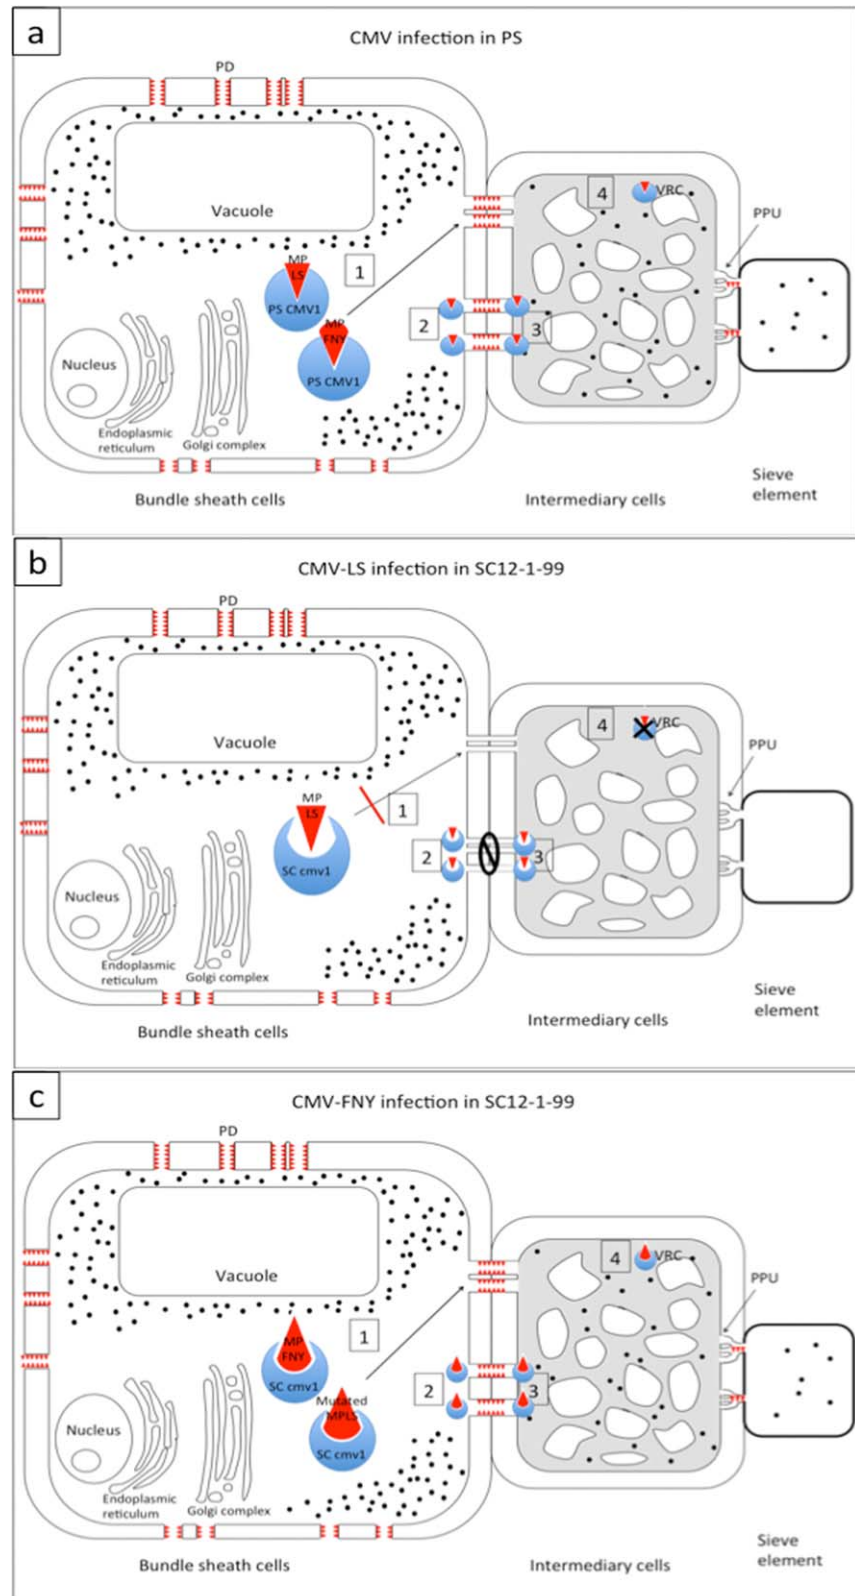 a
CMV infection in PS
PD
Vacuole
4
VRC
PPU
MP
LS
1
PS CMV1
MP
FNY
PS CMV1
2
3
Nucleus
Endoplasmic
reticulum
Golgi complex
Bundle sheath cells
Intermediary cells
Sieve
element
b
CMV-LS infection in SC12-1-99
PD
Vacuole
4
VRC
PPU
MP
LS
1
SC cmv1
2
3
Nucleus
Endoplasmic
reticulum
Golgi complex
Bundle sheath cells
Intermediary cells
Sieve
element
c
CMV-FNY infection in SC12-1-99
PD
Vacuole
4
VRC
PPU
MP
FNY
1
SC cmv1
Mutated
MPLS
SC cmv1
2
3
Nucleus
Endoplasmic
reticulum
Golgi complex
Bundle sheath cells
Intermediary cells
Sieve
element